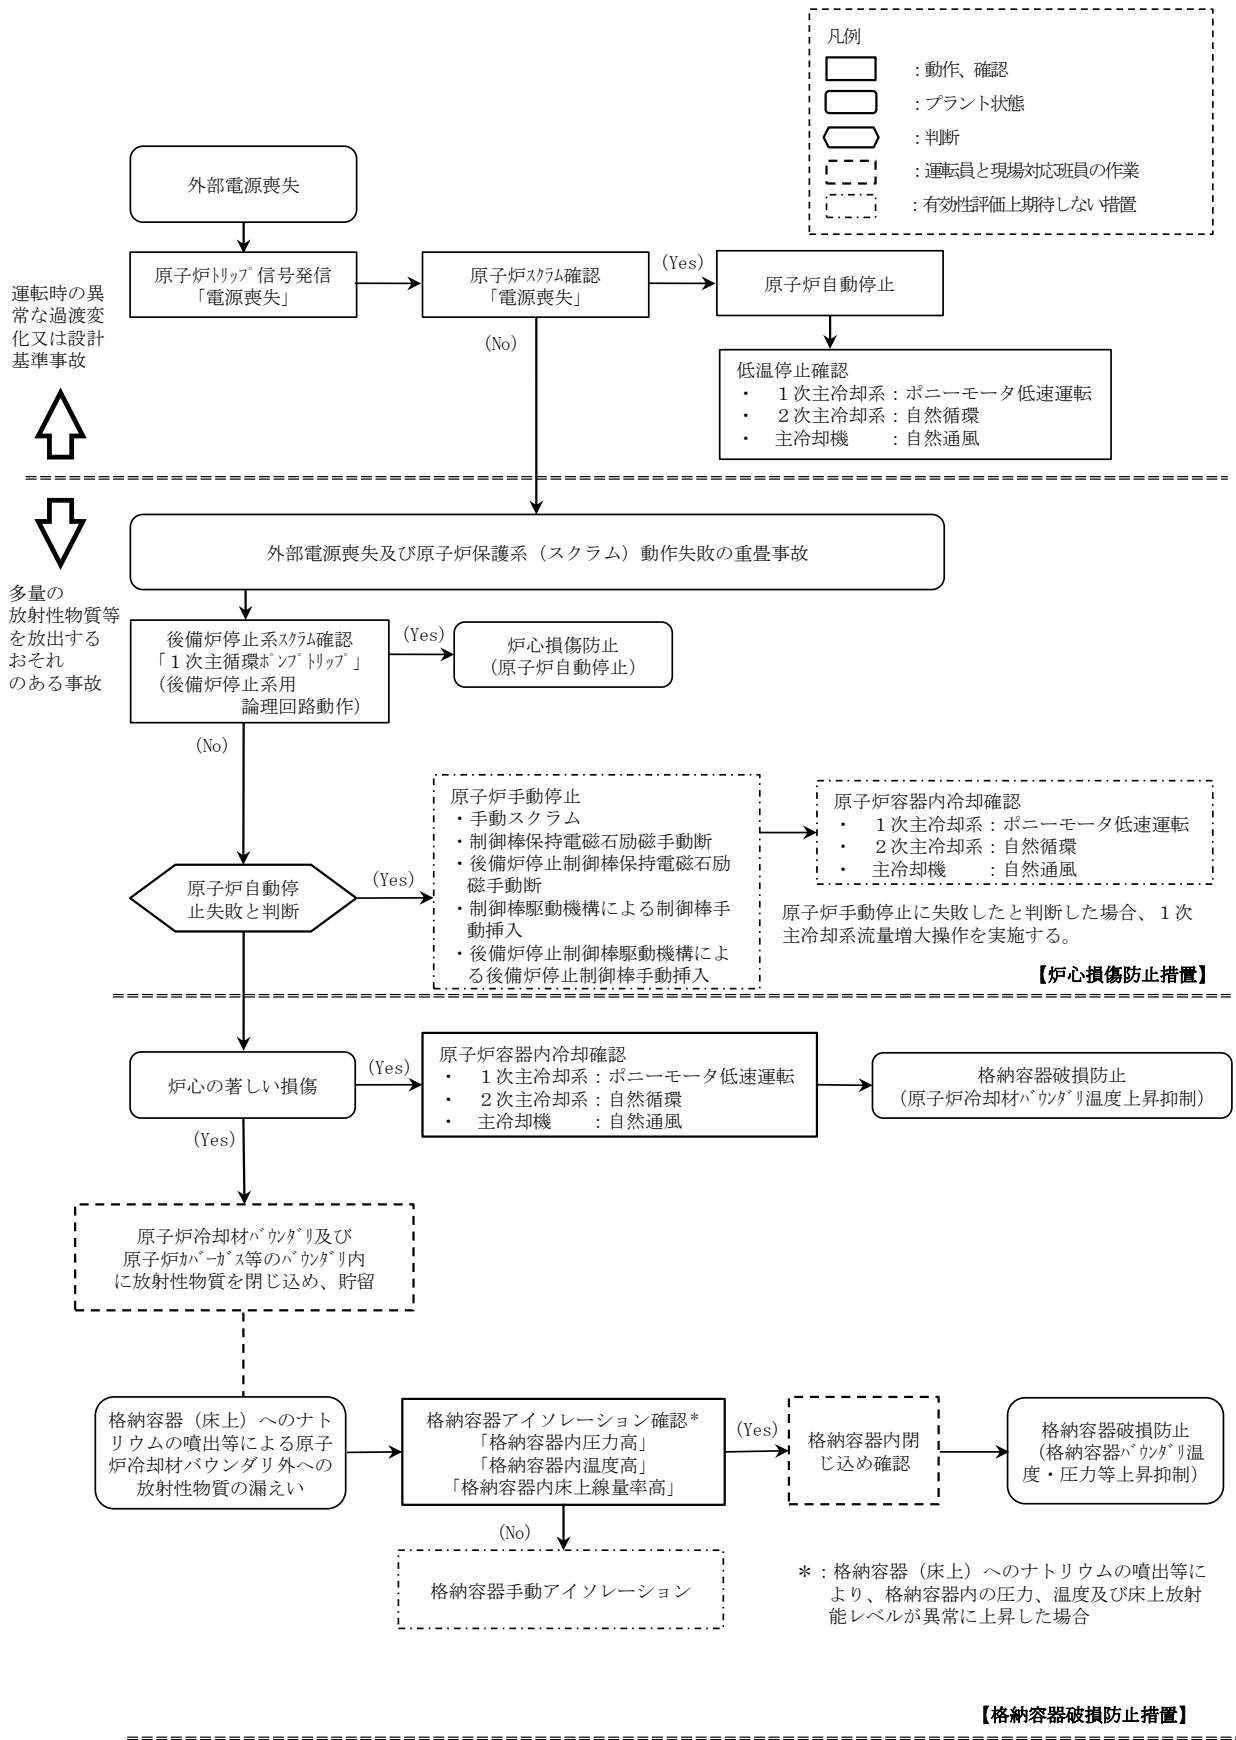 凡例
：動作、確認
：プラント状態
：判断
：運転員と現場対応班員の作業
：有効性評価上期待しない措置
外部電源喪失
原子炉ﾄﾘｯﾌﾟ信号発信
「電源喪失」
原子炉ｽｸﾗﾑ確認
「電源喪失」
(Yes)
原子炉自動停止
(No)
運転時の異
常な過渡変
化又は設計
基準事故
低温停止確認
・　１次主冷却系：ポニーモータ低速運転
・　２次主冷却系：自然循環
・　主冷却機　　：自然通風
外部電源喪失及び原子炉保護系（スクラム）動作失敗の重畳事故
多量の
放射性物質等
を放出する
おそれ
のある事故
後備炉停止系ｽｸﾗﾑ確認
「１次主循環ﾎﾟﾝﾌﾟﾄﾘｯﾌﾟ」
（後備炉停止系用
論理回路動作）
(Yes)
炉心損傷防止
（原子炉自動停止）
(No)
原子炉手動停止
・手動スクラム
・制御棒保持電磁石励磁手動断
・後備炉停止制御棒保持電磁石励
磁手動断
・制御棒駆動機構による制御棒手
動挿入
・後備炉停止制御棒駆動機構によ
る後備炉停止制御棒手動挿入
原子炉容器内冷却確認
・　１次主冷却系：ポニーモータ低速運転
・　２次主冷却系：自然循環
・　主冷却機　　：自然通風
原子炉自動停
止失敗と判断
(Yes)
原子炉手動停止に失敗したと判断した場合、１次
主冷却系流量増大操作を実施する。
【炉心損傷防止措置】
炉心の著しい損傷
(Yes)
原子炉容器内冷却確認
・　１次主冷却系：ポニーモータ低速運転
・　２次主冷却系：自然循環
・　主冷却機　　：自然通風
格納容器破損防止
（原子炉冷却材ﾊﾞｳﾝﾀﾞﾘ温度上昇抑制）
(Yes)
原子炉冷却材ﾊﾞｳﾝﾀﾞﾘ及び
原子炉ｶﾊﾞｰｶﾞｽ等のﾊﾞｳﾝﾀﾞﾘ内
に放射性物質を閉じ込め、貯留
格納容器（床上）へのナト
リウムの噴出等による原子
炉冷却材バウンダリ外への
放射性物質の漏えい
格納容器アイソレーション確認*
「格納容器内圧力高」
「格納容器内温度高」
「格納容器内床上線量率高」
(Yes)
格納容器内閉
じ込め確認
格納容器破損防止
（格納容器ﾊﾞｳﾝﾀﾞﾘ温
度・圧力等上昇抑制）
(No)
格納容器手動アイソレーション
＊：格納容器（床上）へのナトリウムの噴出等に
より、格納容器内の圧力、温度及び床上放射
能レベルが異常に上昇した場合
【格納容器破損防止措置】